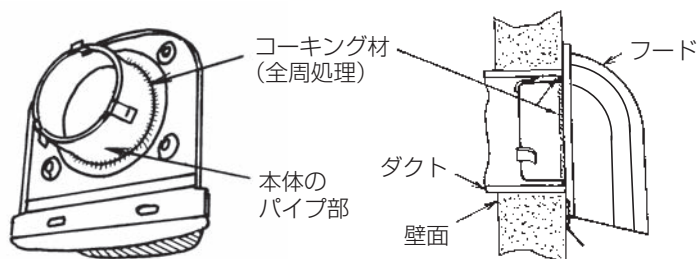 コーキング材
（全周処理）
フード
本体の
パイプ部
ダクト
壁面